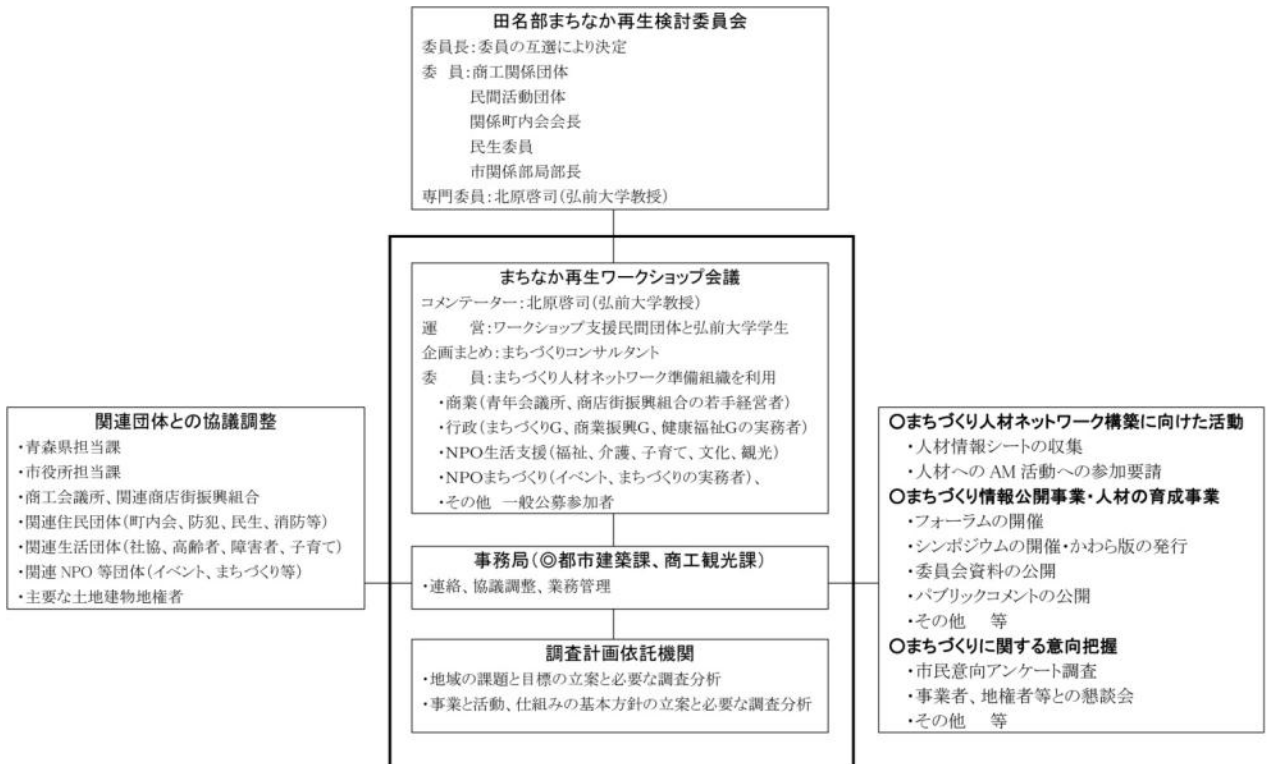 田名部まちなか再生検討委員会
委員長:委員の互選により決定
委 員:商工関係団体
民間活動団体
関係町内会会長
民生委員
市関係部局部長
専門委員:北原啓司(弘前大学教授)
まちなか再生ワークショップ会議
コメンテーター:北原啓司(弘前大学教授)
運 営:ワークショップ支援民間団体と弘前大学学生
企画まとめ:まちづくりコンサルタント
委 員:まちづくり人材ネットワーク準備組織を利用
・商業(青年会議所、商店街振興組合の若手経営者)
・行政(まちづくりG、商業振興G、健康福祉Gの実務者)
・NPO生活支援(福祉、介護、子育て、文化、観光)
・NPOまちづくり(イベント、まちづくりの実務者)、
・その他 一般公募参加者
事務局(◎都市建築課、商工観光課)
・連絡、協議調整、業務管理
調査計画依託機関
・地域の課題と目標の立案と必要な調査分析
・事業と活動、仕組みの基本方針の立案と必要な調査分析
関連団体との協議調整
・青森県担当課
・市役所担当課
・商工会議所、関連商店街振興組合
・関連住民団体(町内会、防犯、民生、消防等)
・関連生活団体(社協、高齢者、障害者、子育て)
・関連 NPO 等団体(イベント、まちづくり等)
・主要な土地建物地権者
○まちづくり人材ネットワーク構築に向けた活動
・人材情報シートの収集
・人材への AM 活動への参加要請
○まちづくり情報公開事業・人材の育成事業
・フォーラムの開催
・シンポジウムの開催・かわら版の発行
・委員会資料の公開
・パブリックコメントの公開
・その他 等
○まちづくりに関する意向把握
・市民意向アンケート調査
・事業者、地権者等との懇談会
・その他 等